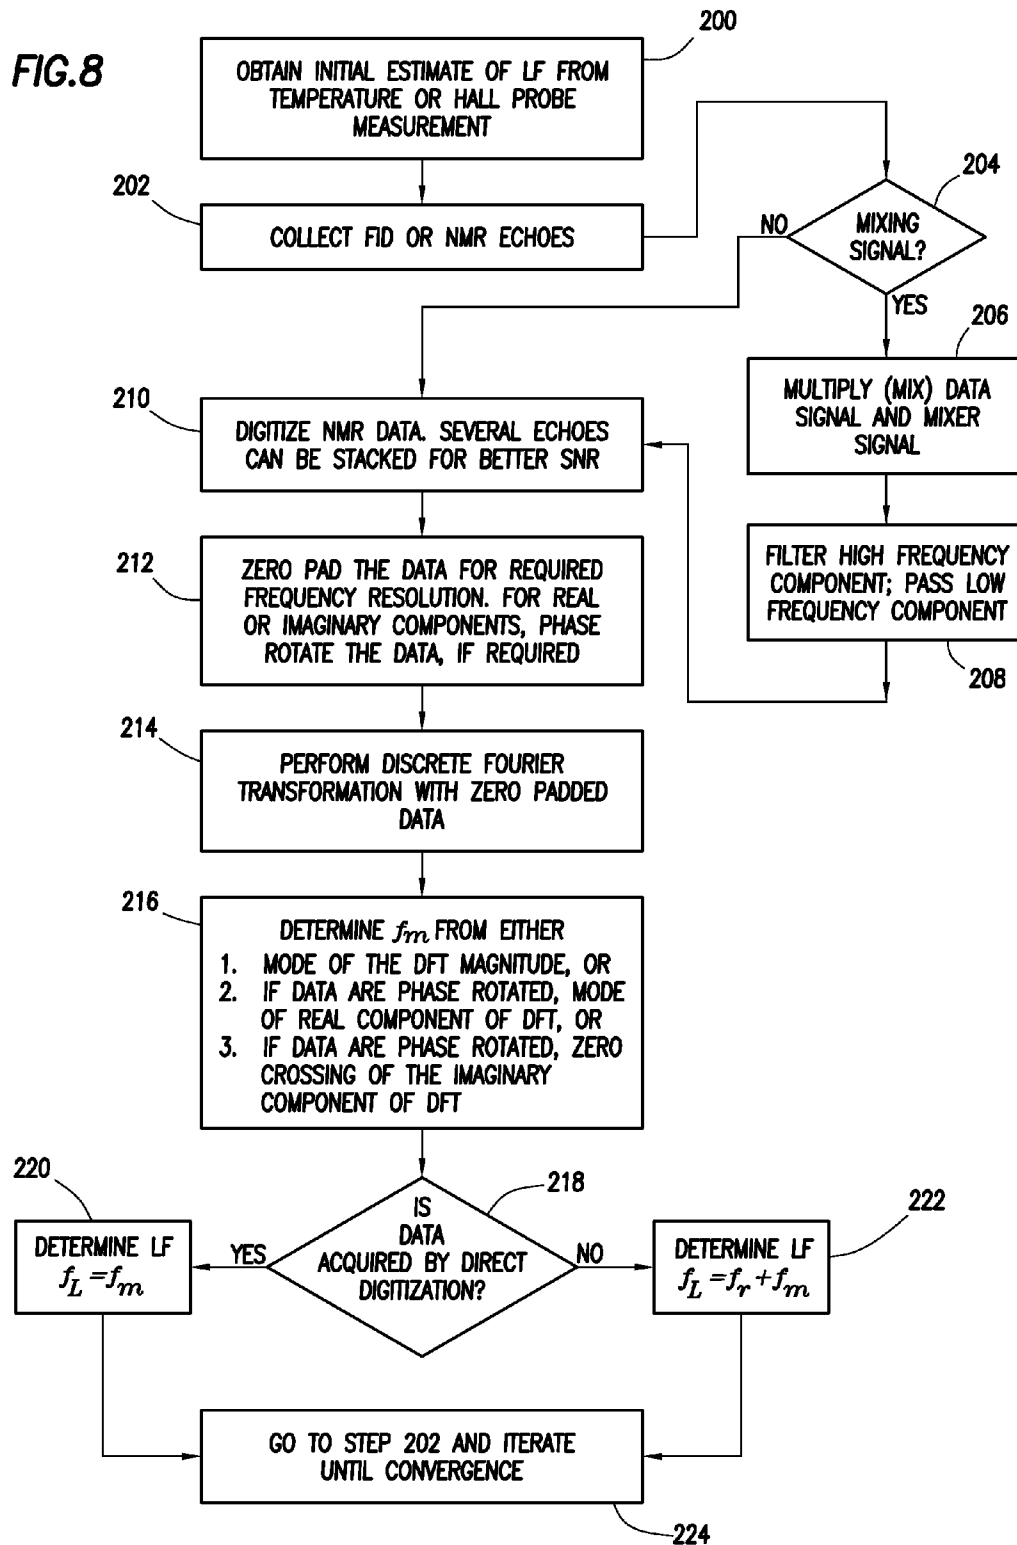 FIG.8
200
OBTAIN INITIAL ESTIMATE OF LF FROM
TEMPERATURE OR HALL PROBE
MEASUREMENT
202
COLLECT FID OR NMR ECHOES
204
MIXING
SIGNAL?
NO
YES
206
MULTIPLY (MIX) DATA
SIGNAL AND MIXER
SIGNAL
FILTER HIGH FREQUENCY
COMPONENT; PASS LOW
FREQUENCY COMPONENT
208
210
DIGITIZE NMR DATA. SEVERAL ECHOES
CAN BE STACKED FOR BETTER SNR
212
ZERO PAD THE DATA FOR REQUIRED
FREQUENCY RESOLUTION. FOR REAL
OR IMAGINARY COMPONENTS, PHASE
ROTATE THE DATA, IF REQUIRED
214
PERFORM DISCRETE FOURIER
TRANSFORMATION WITH ZERO PADDED
DATA
216
DETERMINE f_m FROM EITHER
1. MODE OF THE DFT MAGNITUDE, OR
2. IF DATA ARE PHASE ROTATED, MODE
OF REAL COMPONENT OF DFT, OR
3. IF DATA ARE PHASE ROTATED, ZERO
CROSSING OF THE IMAGINARY
COMPONENT OF DFT
218
IS
DATA
ACQUIRED BY DIRECT
DIGITIZATION?
YES
NO
220
DETERMINE LF
f_L = f_m
222
DETERMINE LF
f_L = f_r + f_m
GO TO STEP 202 AND ITERATE
UNTIL CONVERGENCE
224